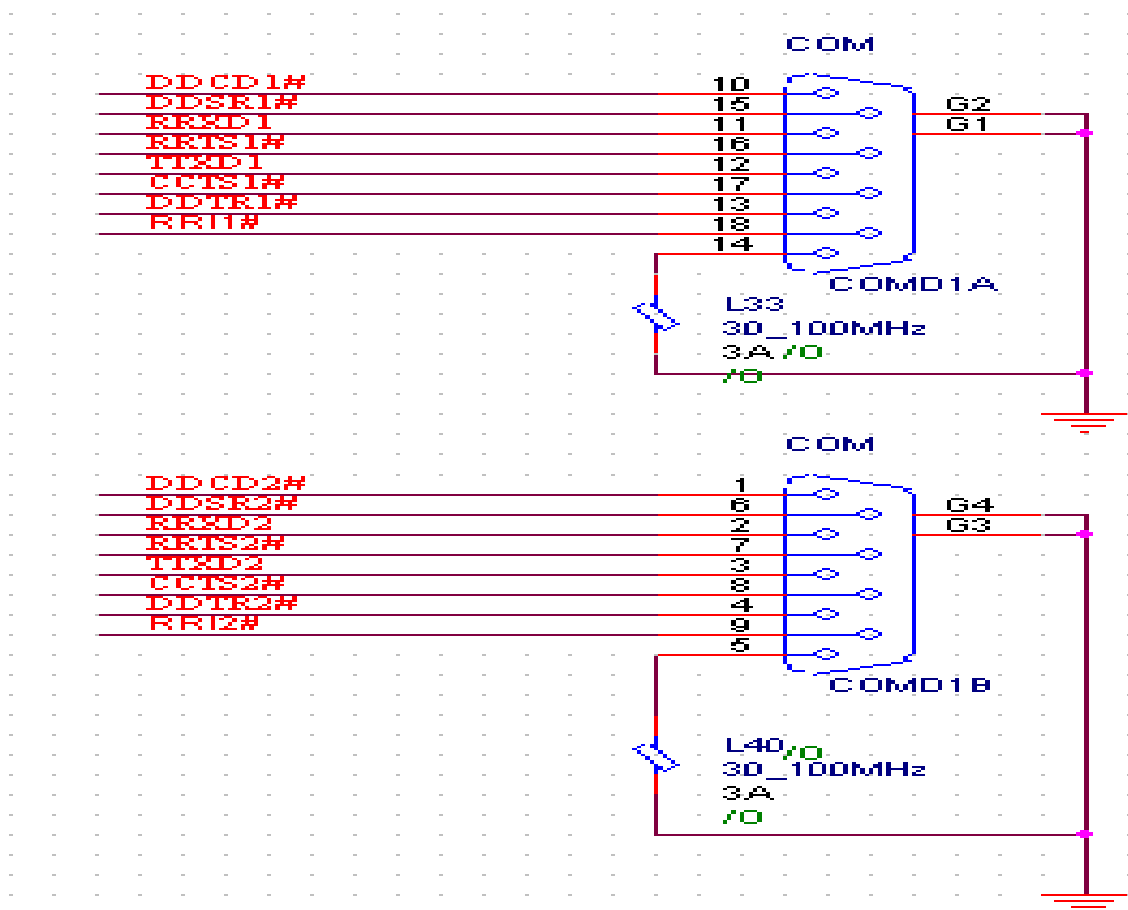 COM
DDCD1# 10
DDSR1# 15 G2
RRXD1 11 G1
RRTS1# 16
TTXD1 12
CCTS1# 17
DDTR1# 13
RRI1# 18
14
COMD1A
L33
30_100MHz
3A /O
/O
COM
DDCD2# 1
DDSR2# 6 G4
RRXD2 2 G3
RRTS2# 7
TTXD2 3
CCTS2# 8
DDTR2# 4
RRI2# 9
5
COMD1B
L40 /O
30_100MHz
3A
/O